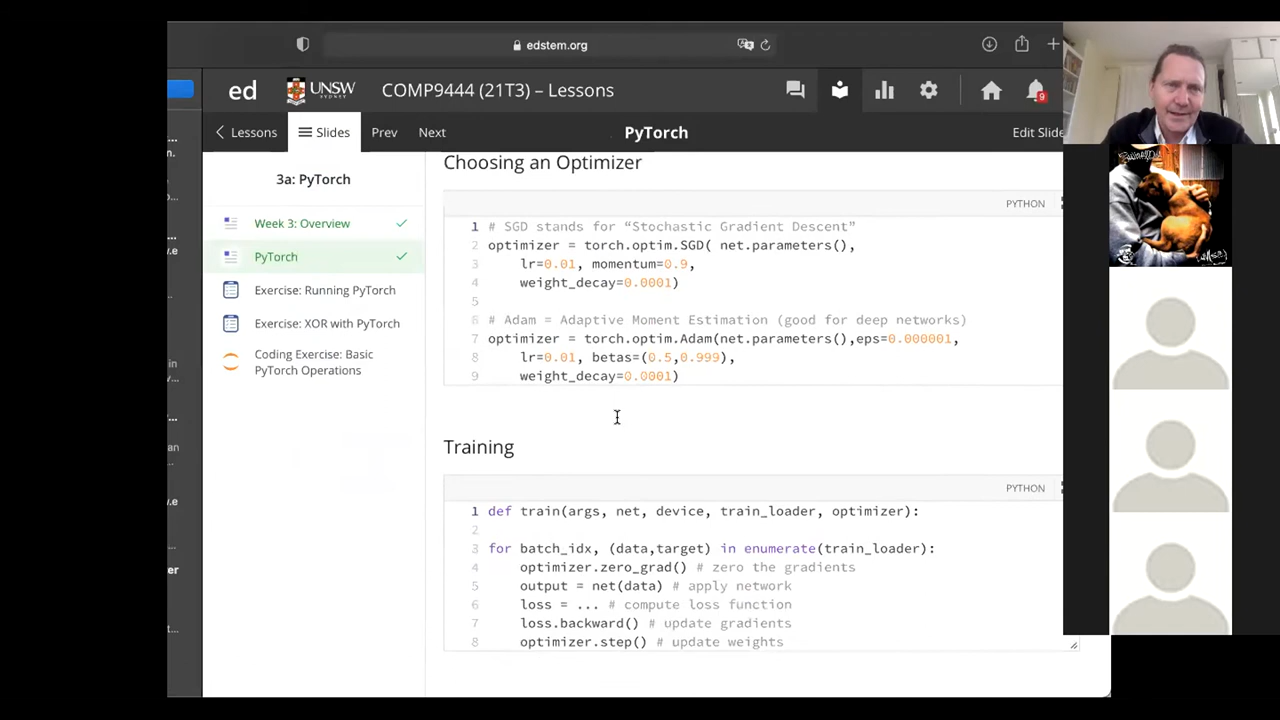 edstem.org
ed UNSW SYDNEY COMP9444 (21T3) – Lessons
9
Lessons Slides Prev Next PyTorch Edit Slide
3a: PyTorch
Week 3: Overview
PyTorch
Exercise: Running PyTorch
Exercise: XOR with PyTorch
Coding Exercise: Basic
PyTorch Operations
Choosing an Optimizer
PYTHON
1 # SGD stands for “Stochastic Gradient Descent”
2 optimizer = torch.optim.SGD( net.parameters(),
3 lr=0.01, momentum=0.9,
4 weight_decay=0.0001)
5
6 # Adam = Adaptive Moment Estimation (good for deep networks)
7 optimizer = torch.optim.Adam(net.parameters(),eps=0.000001,
8 lr=0.01, betas=(0.5,0.999),
9 weight_decay=0.0001)
Training
PYTHON
1 def train(args, net, device, train_loader, optimizer):
2
3 for batch_idx, (data,target) in enumerate(train_loader):
4 optimizer.zero_grad() # zero the gradients
5 output = net(data) # apply network
6 loss = ... # compute loss function
7 loss.backward() # update gradients
8 optimizer.step() # update weights